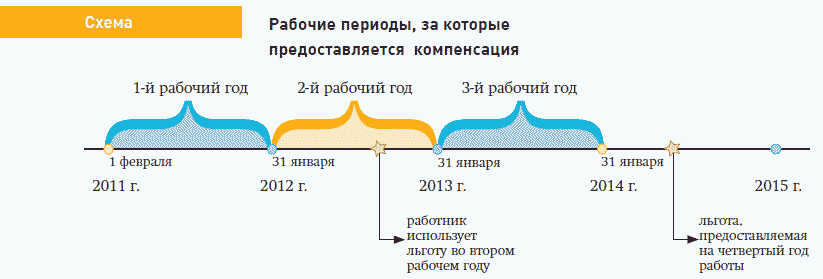 Схема
Рабочие периоды, за которые
предоставляется компенсация
1-й рабочий год
2-й рабочий год
3-й рабочий год
1 февраля
31 января
31 января
31 января
2011 г.
2012 г.
2013 г.
2014 г.
2015 г.
работник
использует
льготу во втором
рабочем году
льгота,
предоставляемая
на четвертый год
работы